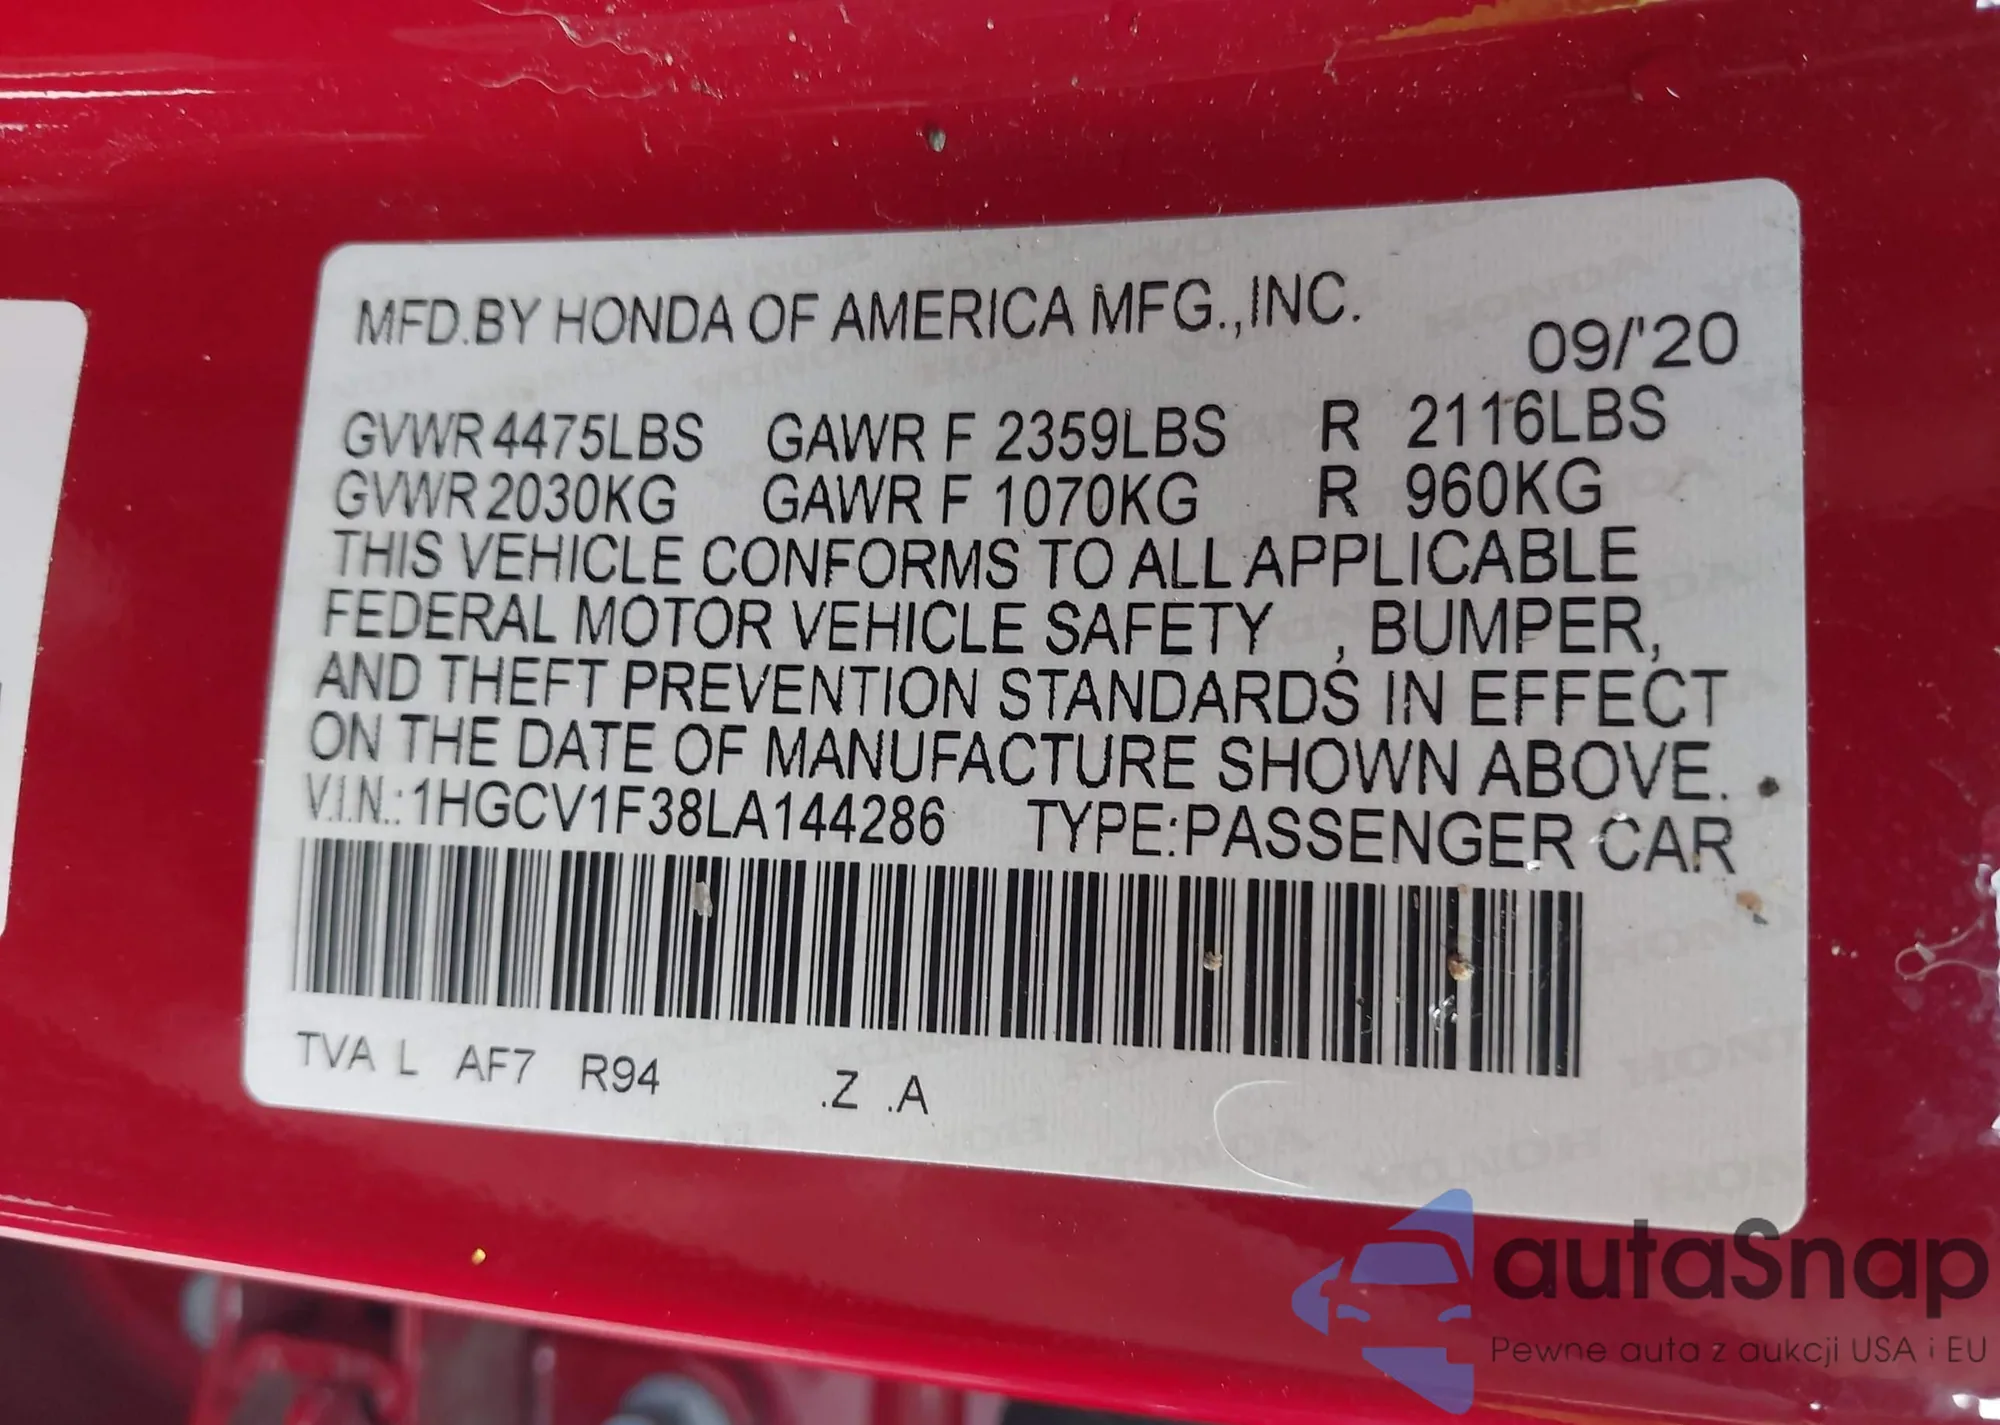 MFD.BY HONDA OF AMERICA MFG.,INC.
09/'20
GVWR 4475LBS GAWR F 2359LBS R 2116LBS
GVWR 2030KG GAWR F 1070KG R 960KG
THIS VEHICLE CONFORMS TO ALL APPLICABLE
FEDERAL MOTOR VEHICLE SAFETY , BUMPER,
AND THEFT PREVENTION STANDARDS IN EFFECT
ON THE DATE OF MANUFACTURE SHOWN ABOVE.
V.I.N.:1HGCV1F38LA144286 TYPE:PASSENGER CAR
TVA L AF7 R94 .Z .A
autaSnap
Pewne auta z aukcji USA i EU